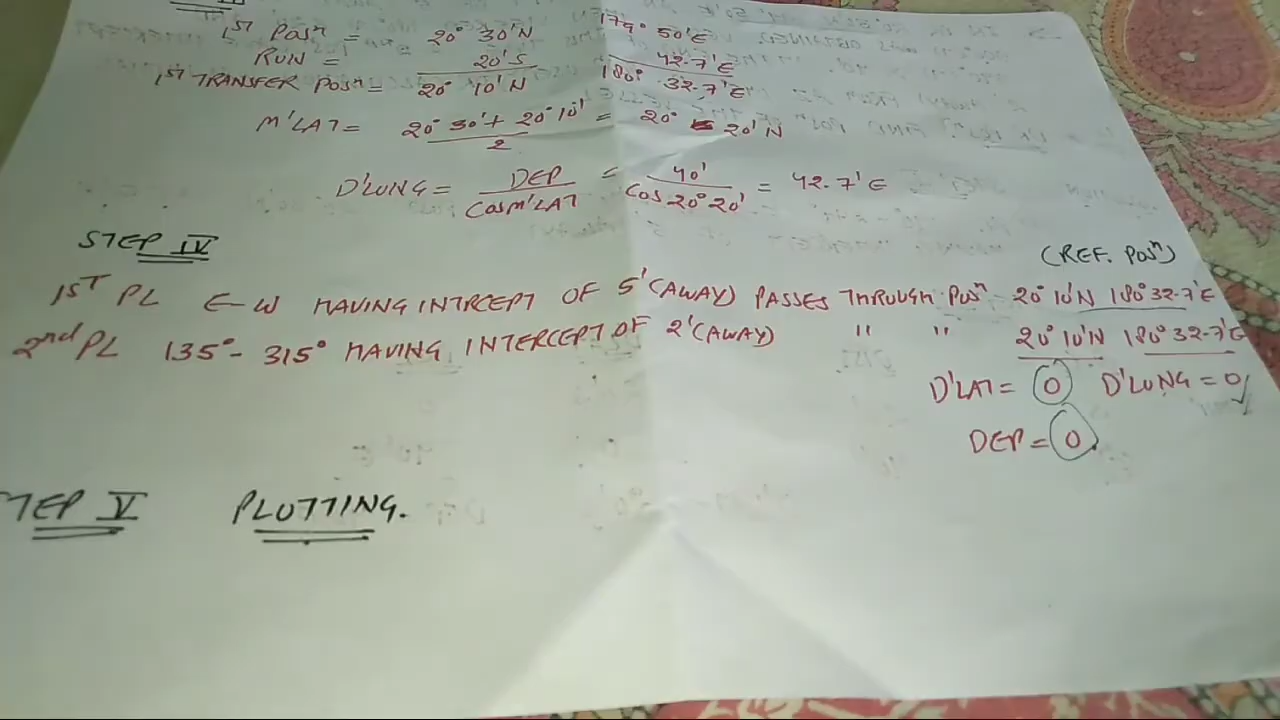 1ST POSN = 20° 30'N 179° 50'E
RUN = 20'S 42.7'E
1ST TRANSFER POSN = 20° 10'N 180° 32.7'E
M'LAT = 20° 30' + 20° 10' / 2 = 20° 20'N
D'LONG = DEP / COSM'LAT = 40' / COS 20° 20' = 42.7'E
STEP IV
(REF. POSN)
1ST PL E-W HAVING INTRCEPT OF 5'(AWAY) PASSES THROUGH POSN 20° 10'N 180° 32.7'E
2nd PL 135° - 315° HAVING INTERCEPT OF 2'(AWAY) " " 20° 10'N 180° 32.7'E
D'LAT = 0 D'LONG = 0
DEP = 0
TEP V PLOTTING.